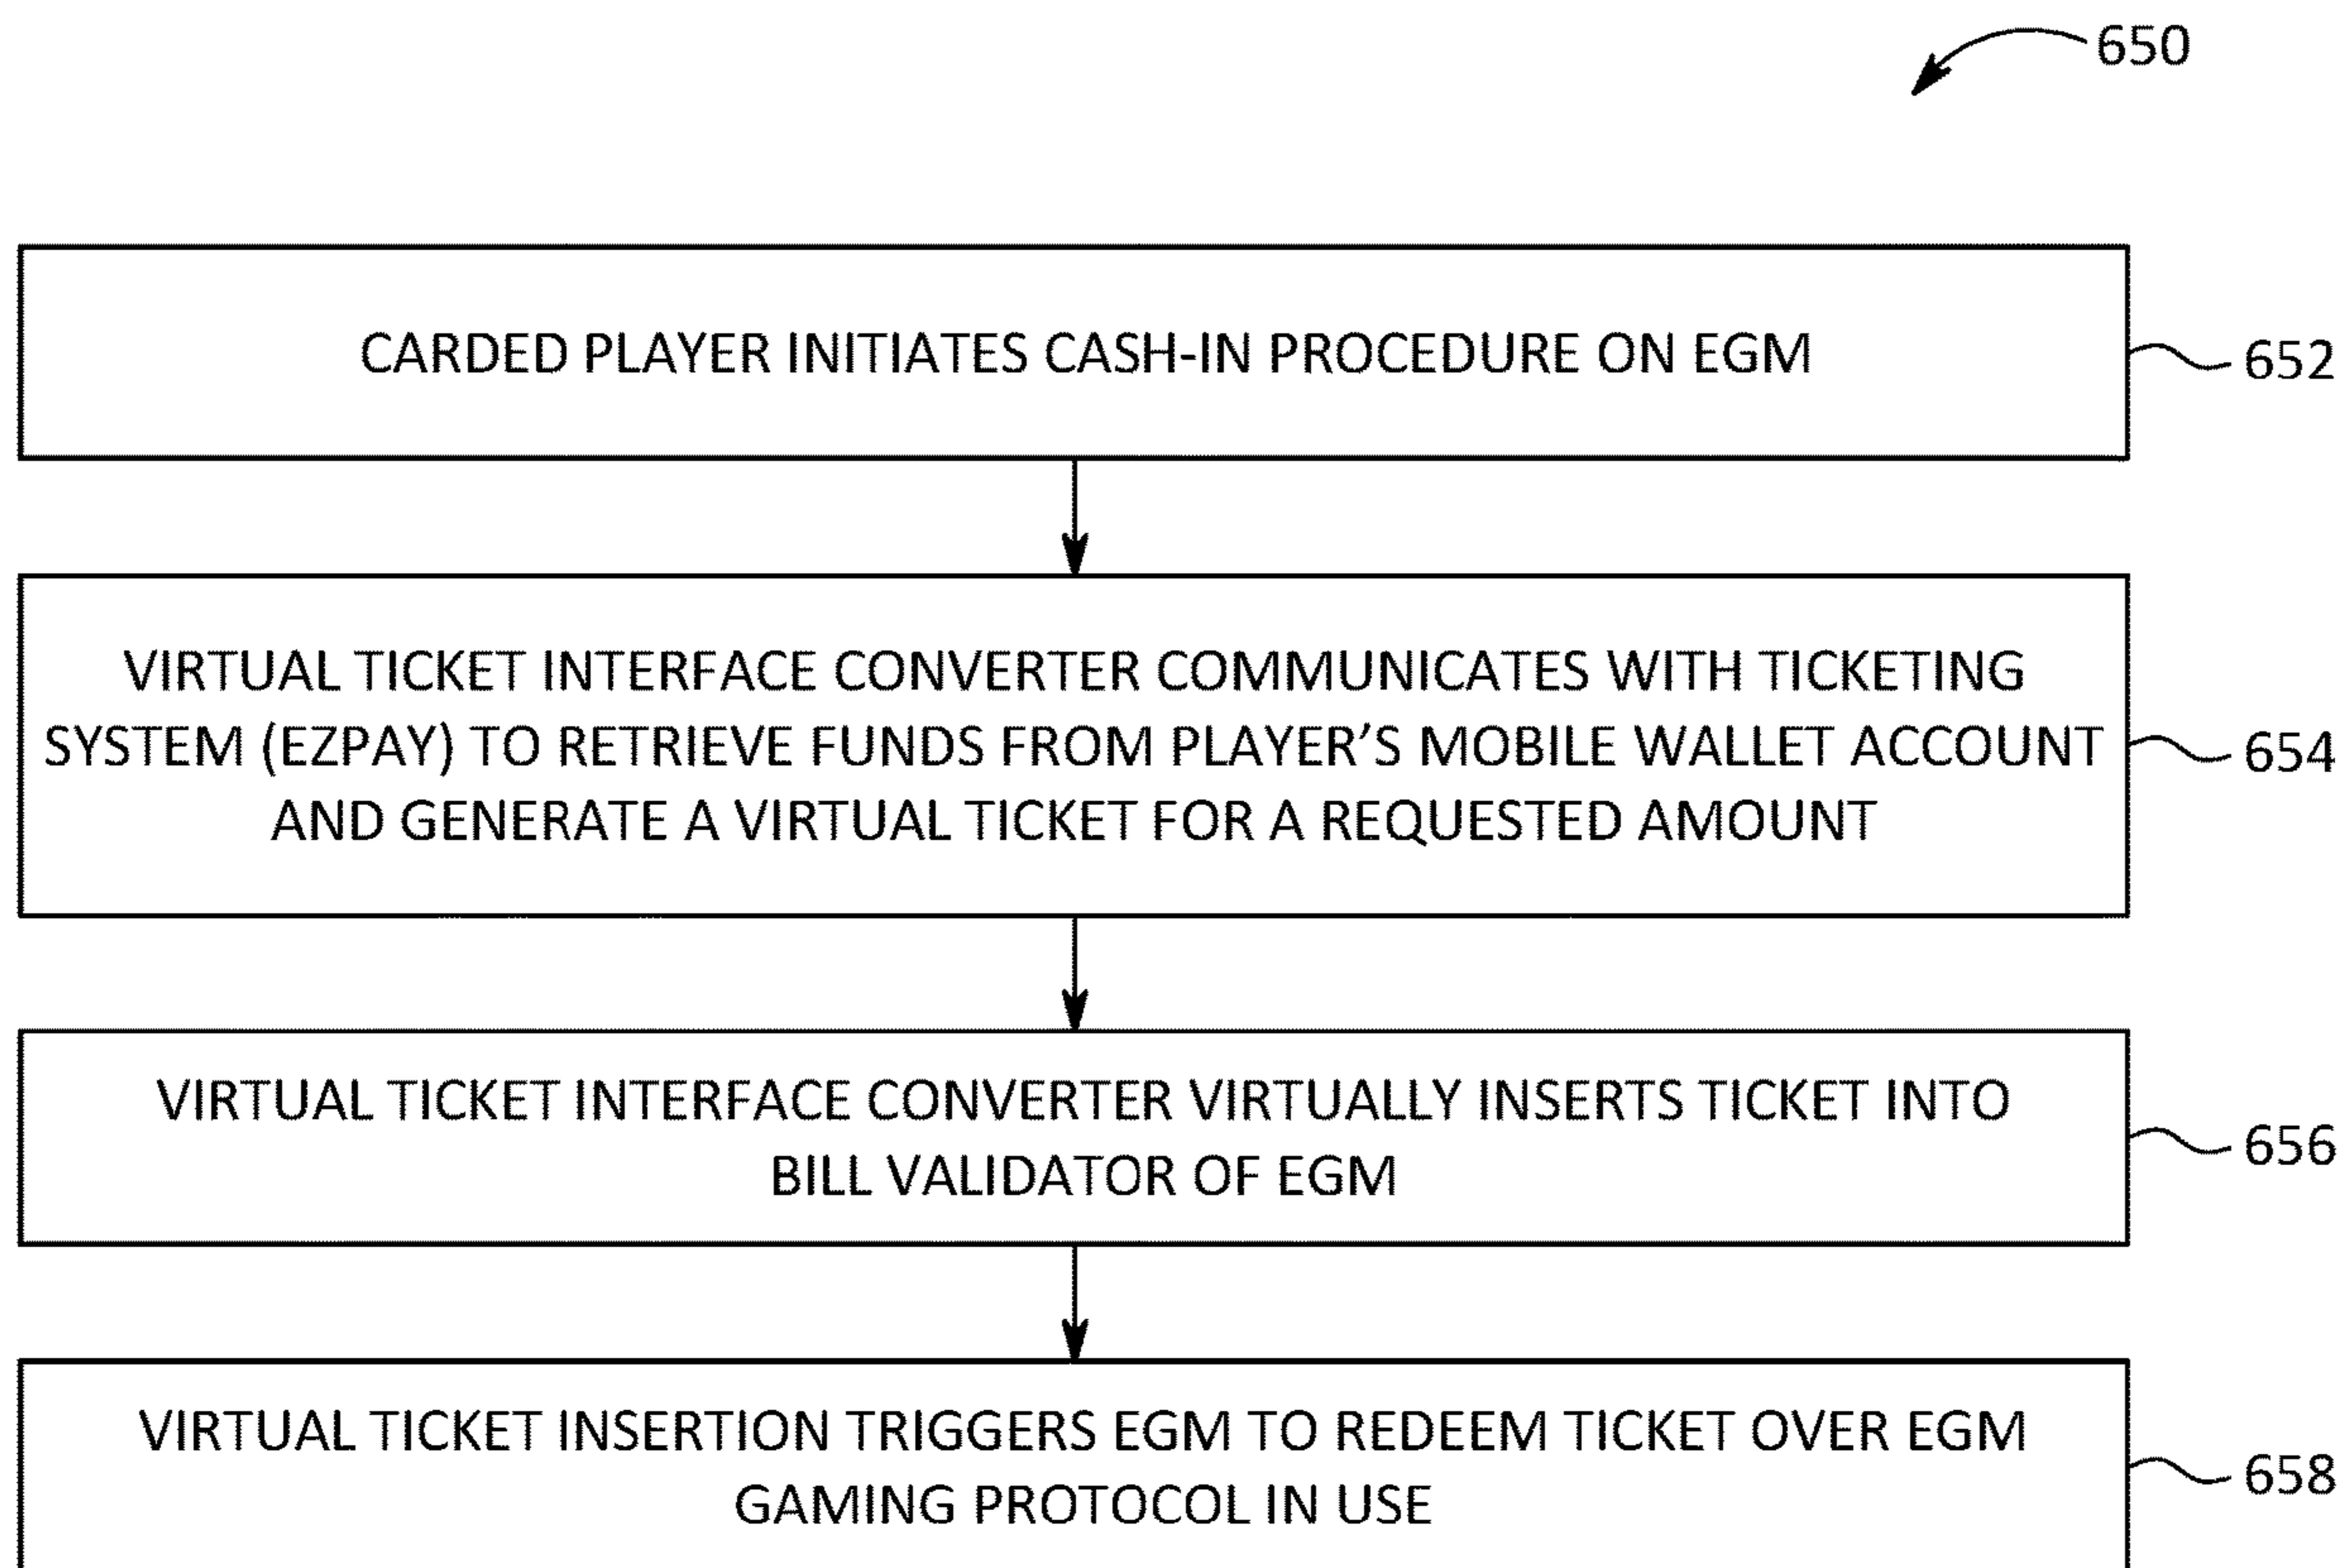 650
CARDED PLAYER INITIATES CASH-IN PROCEDURE ON EGM
652
VIRTUAL TICKET INTERFACE CONVERTER COMMUNICATES WITH TICKETING
SYSTEM (EZPAY) TO RETRIEVE FUNDS FROM PLAYER'S MOBILE WALLET ACCOUNT
AND GENERATE A VIRTUAL TICKET FOR A REQUESTED AMOUNT
654
VIRTUAL TICKET INTERFACE CONVERTER VIRTUALLY INSERTS TICKET INTO
BILL VALIDATOR OF EGM
656
VIRTUAL TICKET INSERTION TRIGGERS EGM TO REDEEM TICKET OVER EGM
GAMING PROTOCOL IN USE
658